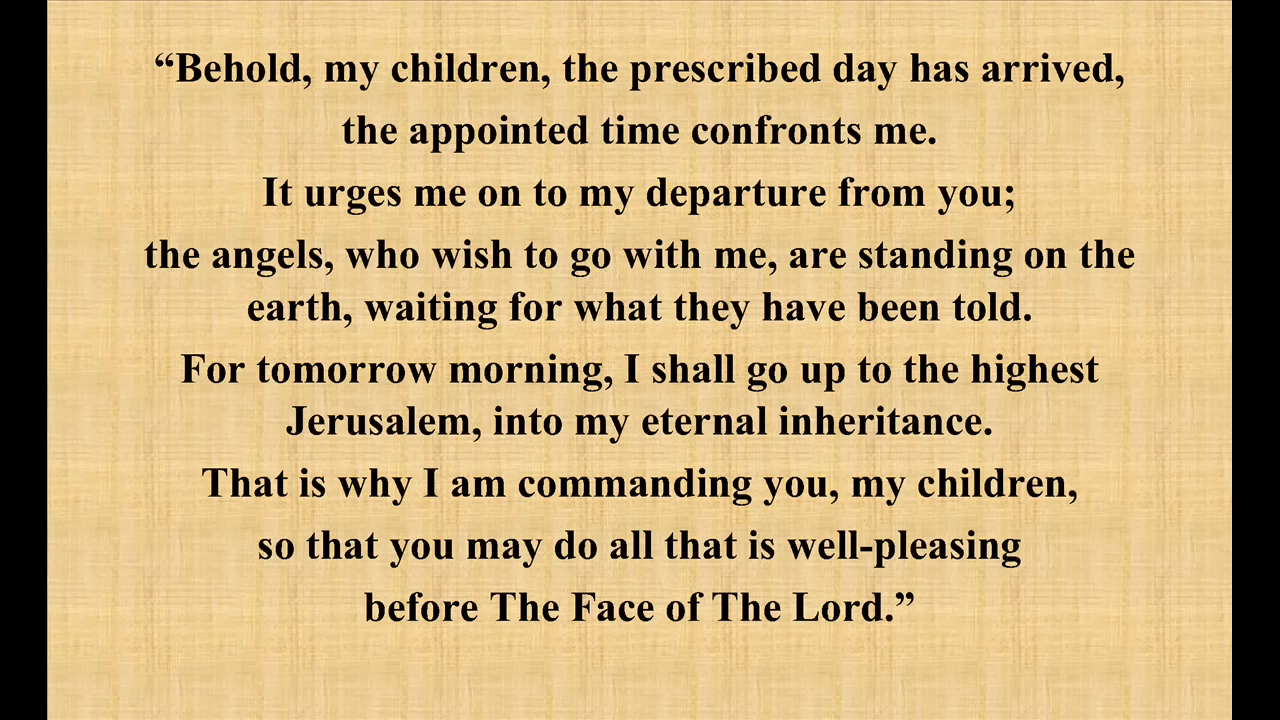 “Behold, my children, the prescribed day has arrived,
the appointed time confronts me.
It urges me on to my departure from you;
the angels, who wish to go with me, are standing on the
earth, waiting for what they have been told.
For tomorrow morning, I shall go up to the highest
Jerusalem, into my eternal inheritance.
That is why I am commanding you, my children,
so that you may do all that is well-pleasing
before The Face of The Lord.”